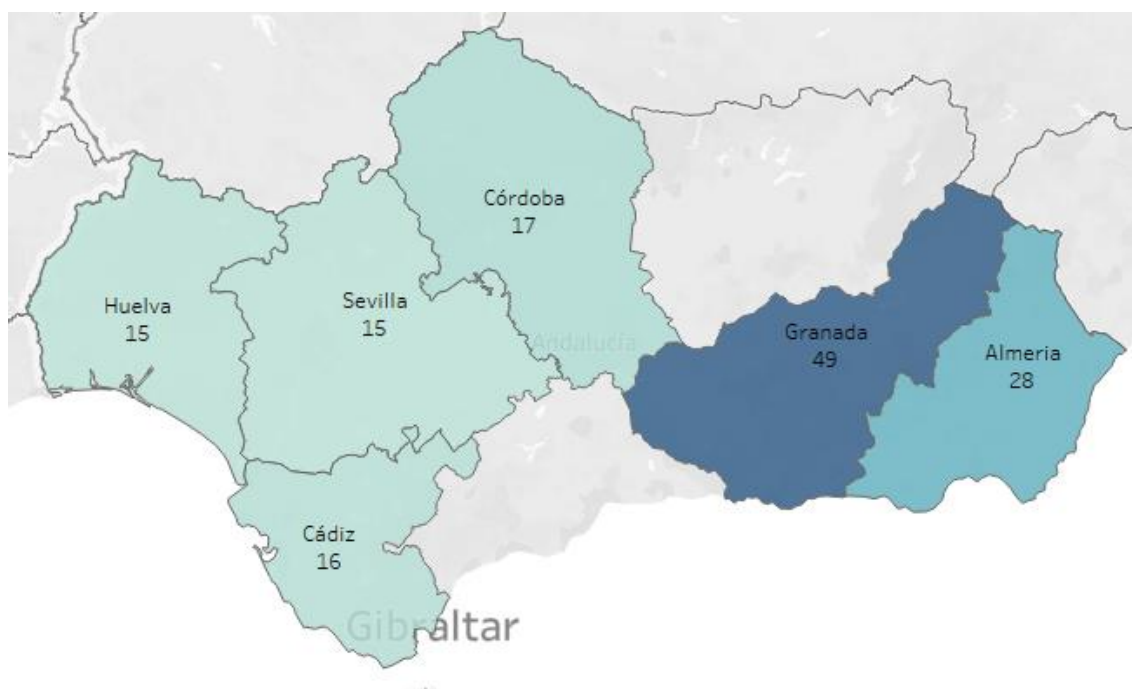 Córdoba
17
Huelva
15
Sevilla
15
Andalucía
Granada
49
Almeria
28
Cádiz
16
Gibraltar